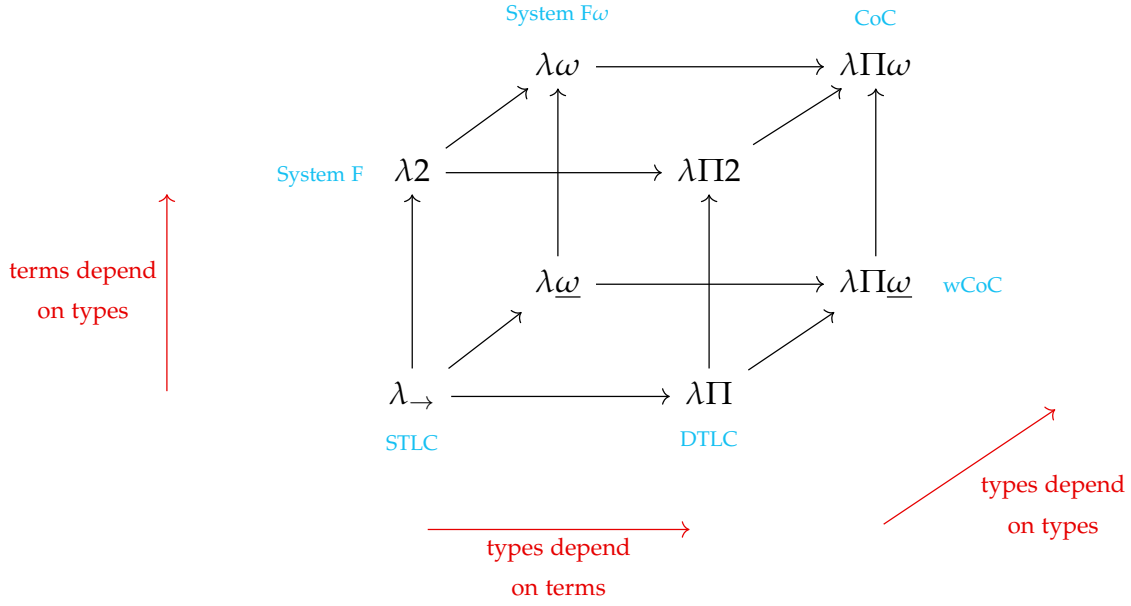 System Fω
CoC
λω
λΠω
System F
λ2
λΠ2
terms depend
on types
λω̲
λΠω̲
wCoC
λ→
λΠ
STLC
DTLC
types depend
on types
types depend
on terms